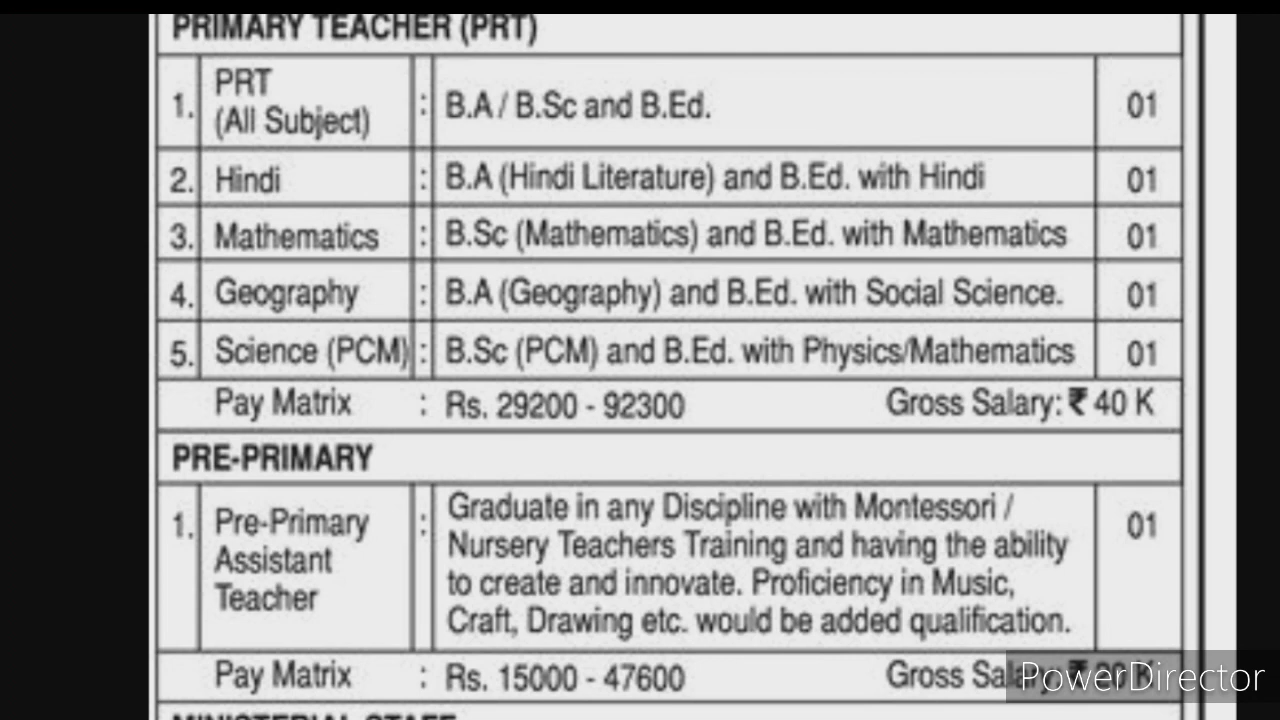 PRIMARY TEACHER (PRT)
1. PRT (All Subject) : B.A / B.Sc and B.Ed. 01
2. Hindi : B.A (Hindi Literature) and B.Ed. with Hindi 01
3. Mathematics : B.Sc (Mathematics) and B.Ed. with Mathematics 01
4. Geography : B.A (Geography) and B.Ed. with Social Science. 01
5. Science (PCM) : B.Sc (PCM) and B.Ed. with Physics/Mathematics 01
Pay Matrix : Rs. 29200 - 92300 Gross Salary: ₹ 40 K
PRE-PRIMARY
1. Pre-Primary Assistant Teacher : Graduate in any Discipline with Montessori /
Nursery Teachers Training and having the ability
to create and innovate. Proficiency in Music,
Craft, Drawing etc. would be added qualification. 01
Pay Matrix : Rs. 15000 - 47600 Gross Salary: ₹
PowerDirector
MINISTERIAL STAFF